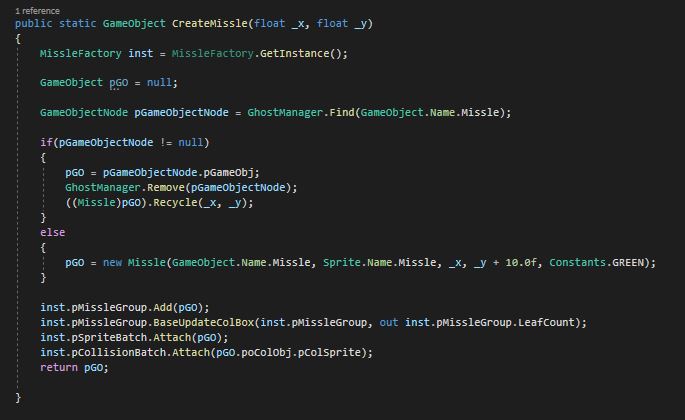 1 reference
public static GameObject CreateMissle(float _x, float _y)
{
    MissleFactory inst = MissleFactory.GetInstance();

    GameObject pGO = null;

    GameObjectNode pGameObjectNode = GhostManager.Find(GameObject.Name.Missle);

    if(pGameObjectNode != null)
    {
        pGO = pGameObjectNode.pGameObj;
        GhostManager.Remove(pGameObjectNode);
        ((Missle)pGO).Recycle(_x, _y);
    }
    else
    {
        pGO = new Missle(GameObject.Name.Missle, Sprite.Name.Missle, _x, _y + 10.0f, Constants.GREEN);
    }

    inst.pMissleGroup.Add(pGO);
    inst.pMissleGroup.BaseUpdateColBox(inst.pMissleGroup, out inst.pMissleGroup.LeafCount);
    inst.pSpriteBatch.Attach(pGO);
    inst.pCollisionBatch.Attach(pGO.poColObj.pColSprite);
    return pGO;

}